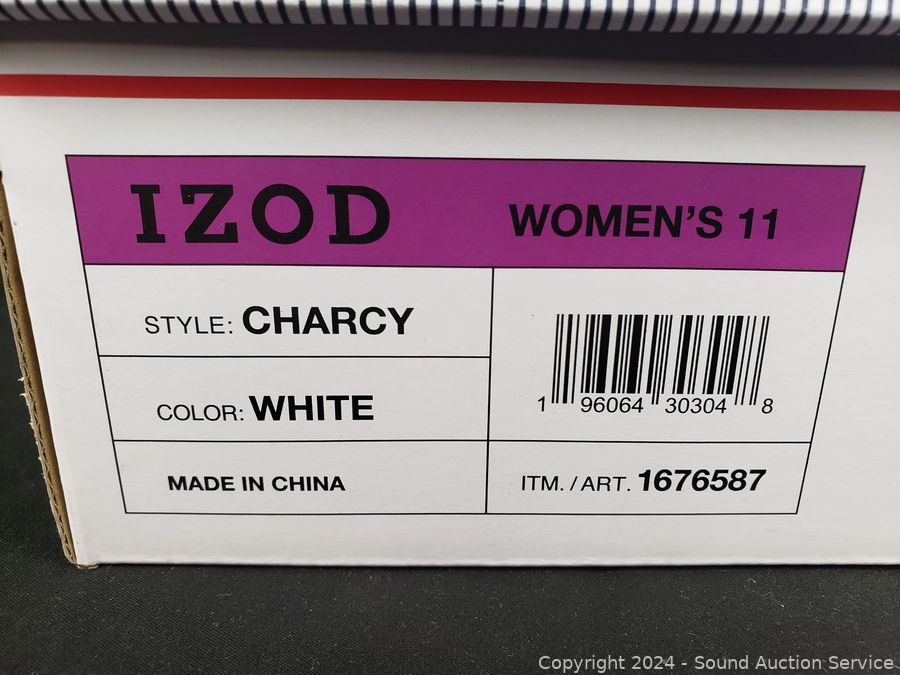 IZOD WOMEN'S 11
STYLE: CHARCY
COLOR: WHITE
1 96064 30304 8
MADE IN CHINA
ITM. / ART. 1676587
Copyright 2024 - Sound Auction Service